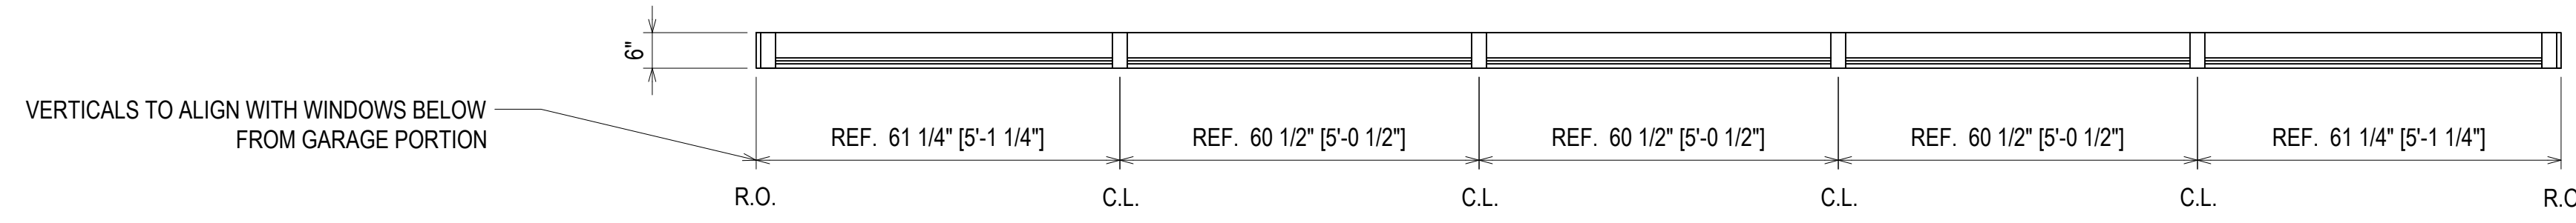 6"
VERTICALS TO ALIGN WITH WINDOWS BELOW
FROM GARAGE PORTION
REF. 61 1/4" [5'-1 1/4"] REF. 60 1/2" [5'-0 1/2"] REF. 60 1/2" [5'-0 1/2"] REF. 60 1/2" [5'-0 1/2"] REF. 61 1/4" [5'-1 1/4"]
R.O. C.L. C.L. C.L. C.L. R.O